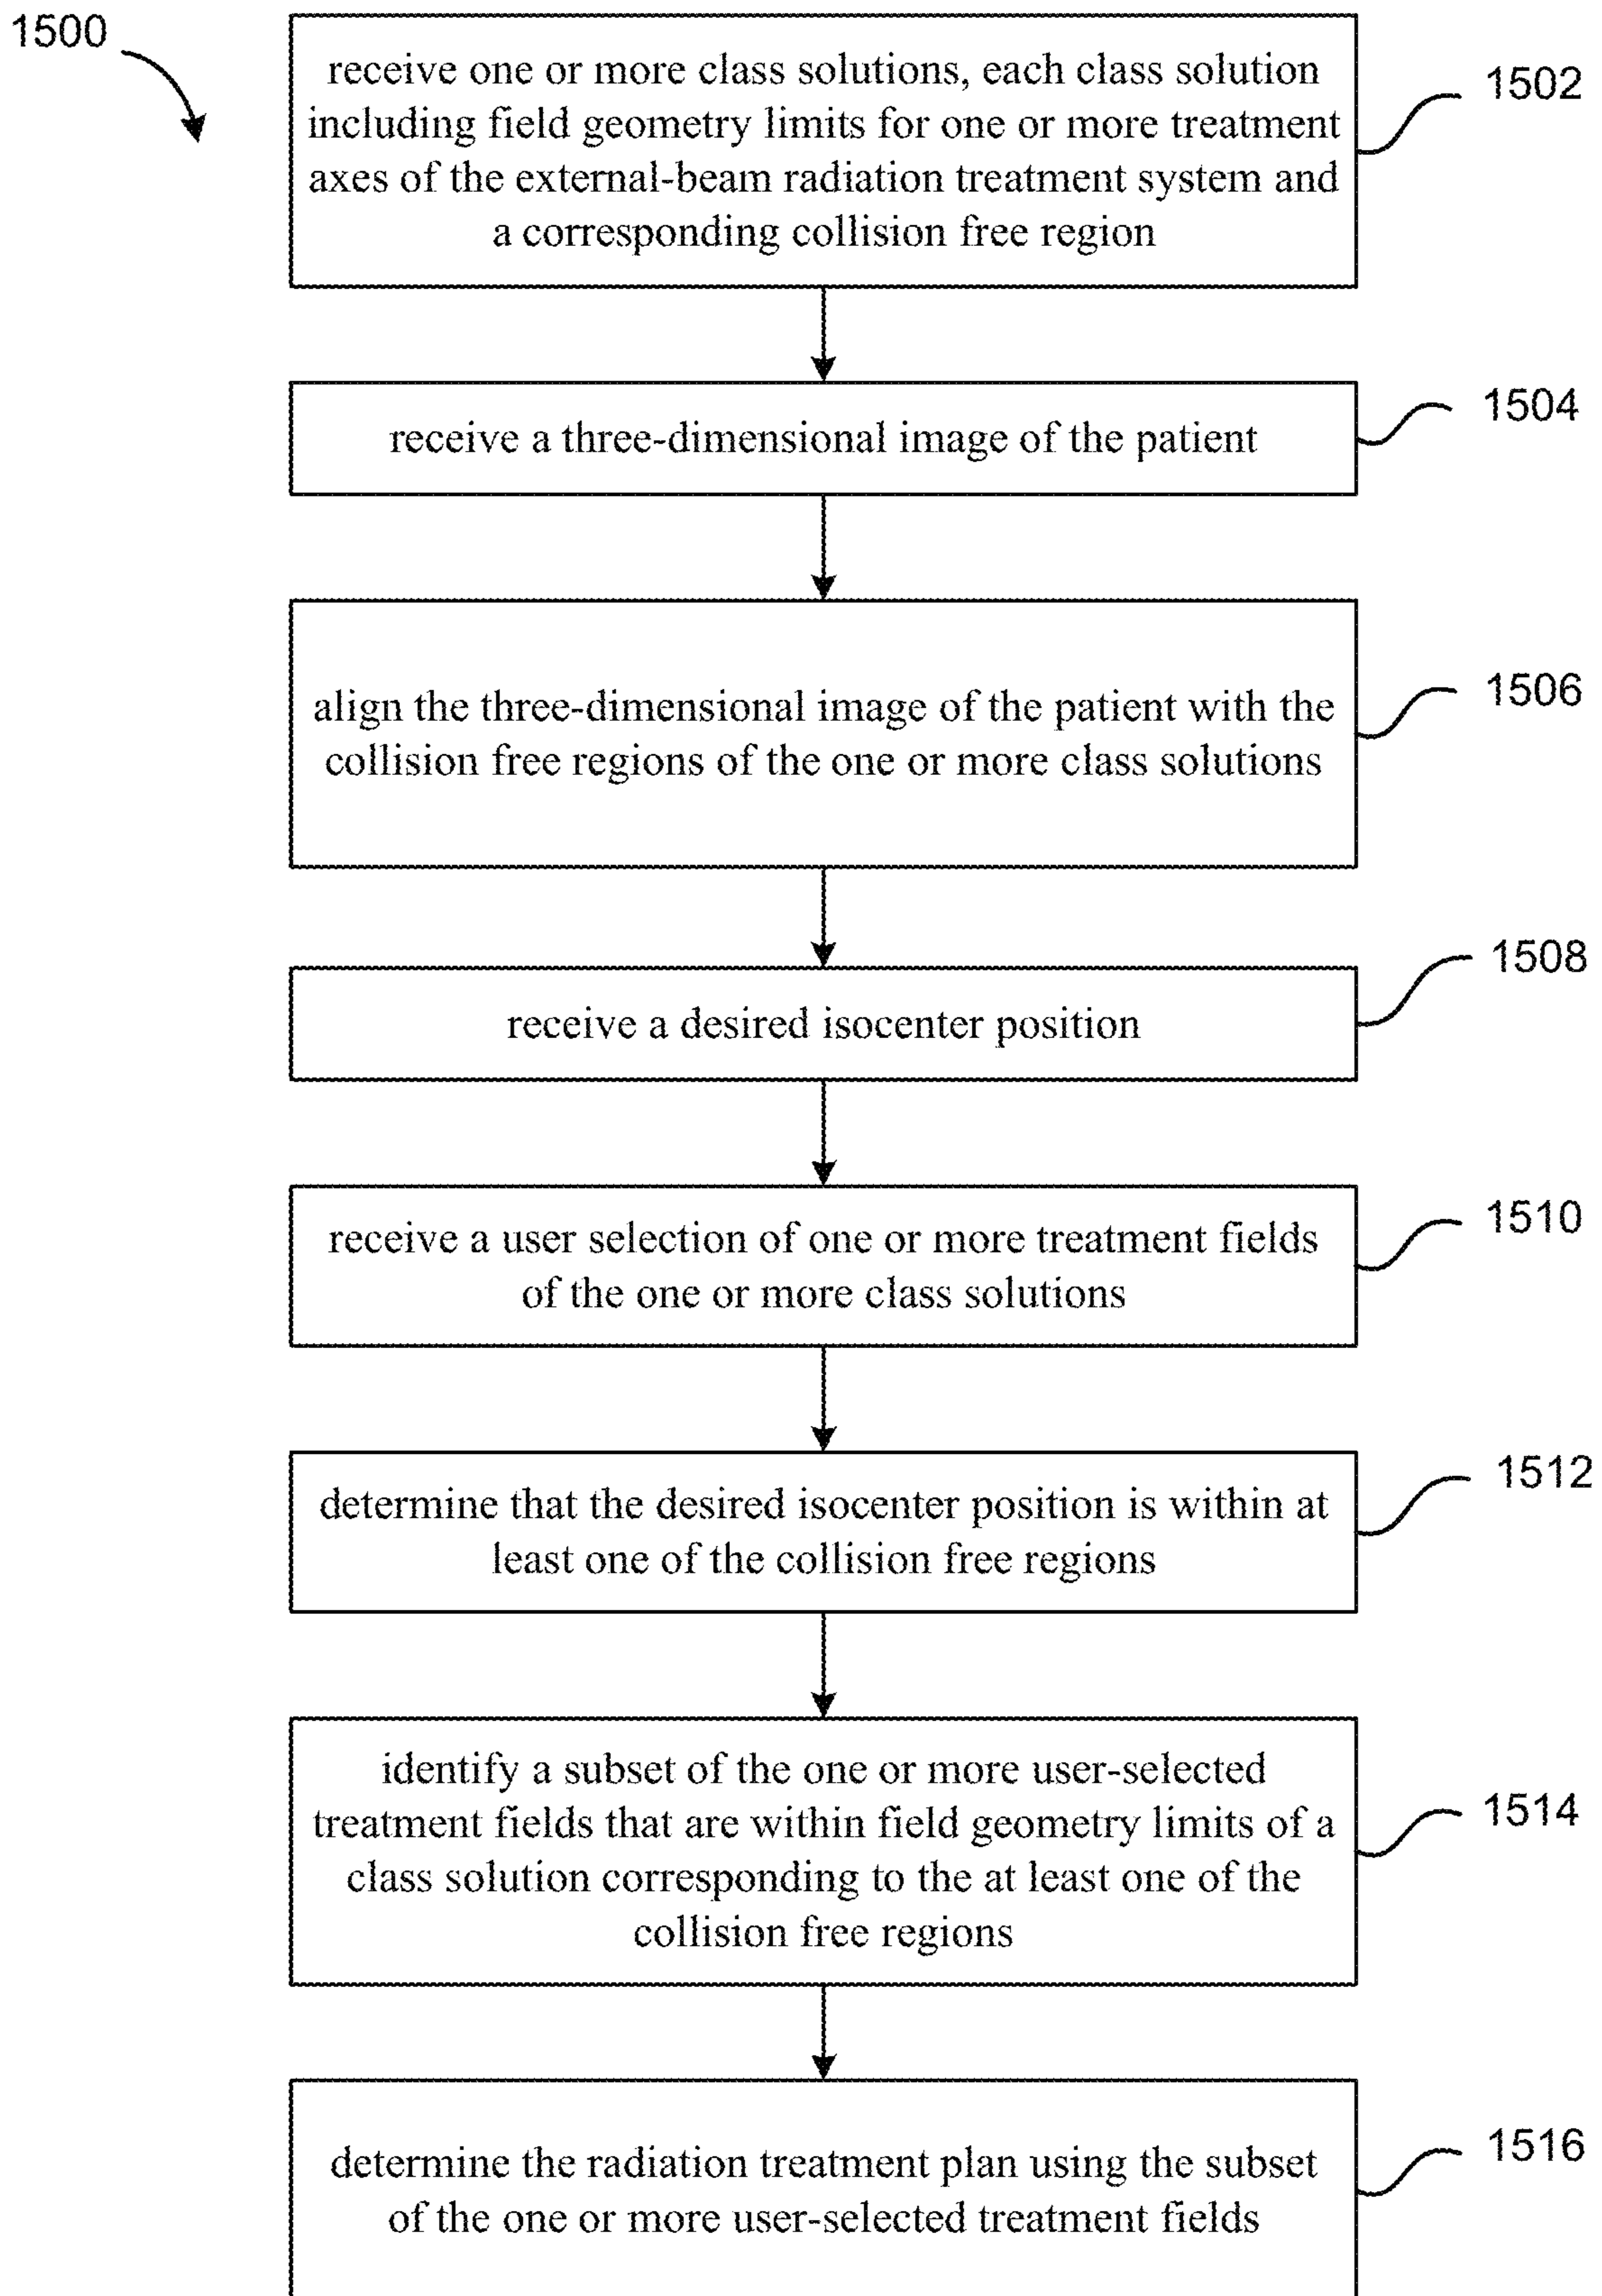 1500
receive one or more class solutions, each class solution
including field geometry limits for one or more treatment
axes of the external-beam radiation treatment system and
a corresponding collision free region
1502
receive a three-dimensional image of the patient
1504
align the three-dimensional image of the patient with the
collision free regions of the one or more class solutions
1506
receive a desired isocenter position
1508
receive a user selection of one or more treatment fields
of the one or more class solutions
1510
determine that the desired isocenter position is within at
least one of the collision free regions
1512
identify a subset of the one or more user-selected
treatment fields that are within field geometry limits of a
class solution corresponding to the at least one of the
collision free regions
1514
determine the radiation treatment plan using the subset
of the one or more user-selected treatment fields
1516